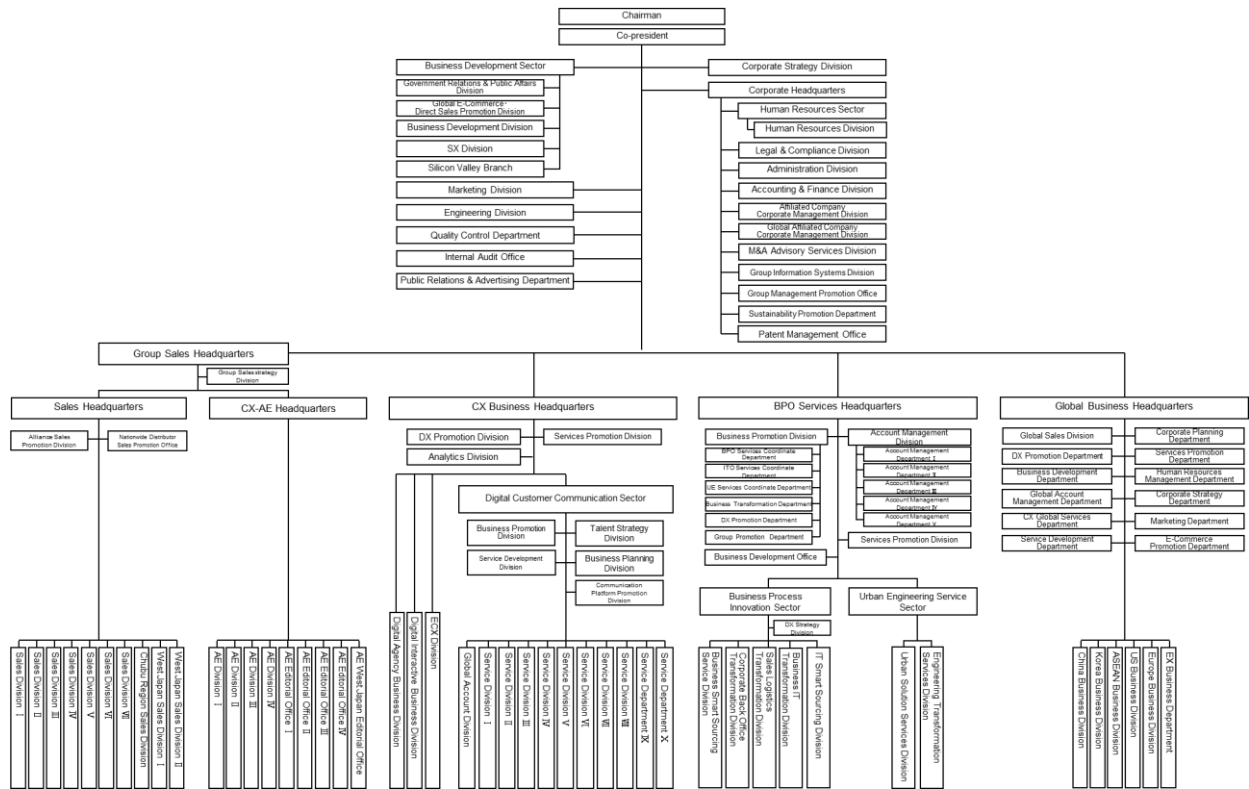 Chairman
Co-president
Business Development Sector
Government Relations & Public Affairs
Division
Global E-Commerce·
Direct Sales Promotion Division
Business Development Division
SX Division
Silicon Valley Branch
Marketing Division
Engineering Division
Quality Control Department
Internal Audit Office
Public Relations & Advertising Department
Corporate Strategy Division
Corporate Headquarters
Human Resources Sector
Human Resources Division
Legal & Compliance Division
Administration Division
Accounting & Finance Division
Affiliated Company
Corporate Management Division
Global Affiliated Company
Corporate Management Division
M&A Advisory Services Division
Group Information Systems Division
Group Management Promotion Office
Sustainability Promotion Department
Patent Management Office
Group Sales Headquarters
Group Sales strategy
Division
Sales Headquarters
Alliance Sales
Promotion Division
Nationwide Distributor
Sales Promotion Office
Sales Division Ⅰ
Sales Division Ⅱ
Sales Division Ⅲ
Sales Division Ⅳ
Sales Division Ⅴ
Sales Division Ⅵ
Sales Division Ⅶ
Chubu Region Sales Division
West Japan Sales Division Ⅰ
West Japan Sales Division Ⅱ
CX-AE Headquarters
AE Division Ⅰ
AE Division Ⅱ
AE Division Ⅲ
AE Division Ⅳ
AE Editorial Office Ⅰ
AE Editorial Office Ⅱ
AE Editorial Office Ⅲ
AE Editorial Office Ⅳ
AE West Japan Editorial Office
CX Business Headquarters
DX Promotion Division
Services Promotion Division
Analytics Division
Digital Agency Business Division
Digital Interactive Business Division
ECX Division
Digital Customer Communication Sector
Business Promotion
Division
Talent Strategy
Division
Service Development
Division
Business Planning
Division
Communication
Platform Promotion
Division
Global Account Division
Service Division Ⅰ
Service Division Ⅱ
Service Division Ⅲ
Service Division Ⅳ
Service Division Ⅴ
Service Division Ⅵ
Service Division Ⅶ
Service Division Ⅷ
Service Department Ⅸ
Service Department Ⅹ
BPO Services Headquarters
Business Promotion Division
BPO Services Coordinate
Department
ITO Services Coordinate
Department
UE Services Coordinate Department
Business Transformation Department
DX Promotion Department
Group Promotion Department
Business Development Office
Account Management
Division
Account Management
Department Ⅰ
Account Management
Department Ⅱ
Account Management
Department Ⅲ
Account Management
Department Ⅳ
Account Management
Department Ⅴ
Services Promotion Division
Business Process
Innovation Sector
DX Strategy
Division
Business Smart Sourcing
Service Division
Corporate Back Office
Transformation Division
Sales Logistics
Transformation Division
Business IT
Transformation Division
IT Smart Sourcing Division
Urban Engineering Service
Sector
Urban Solution Services Division
Engineering Transformation
Services Division
Global Business Headquarters
Global Sales Division
Corporate Planning
Department
DX Promotion Department
Services Promotion
Department
Business Development
Department
Human Resources
Management Department
Global Account
Management Department
Corporate Strategy
Department
CX Global Services
Department
Marketing Department
Service Development
Department
E-Commerce
Promotion Department
China Business Division
Korea Business Division
ASEAN Business Division
US Business Division
Europe Business Division
EX Business Department